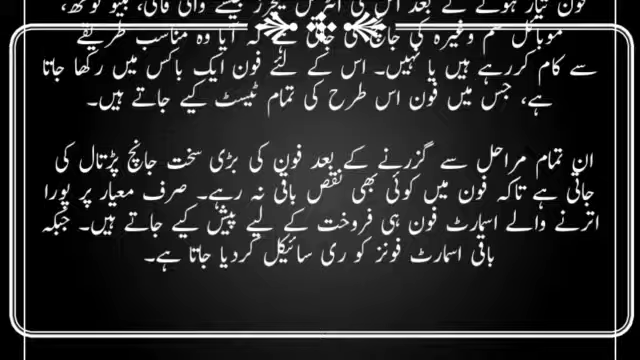 فون تیار ہونے کے بعد اس کی انٹرنل فیچرز جیسے وائی فائی، بلیو ٹوتھ،
موبائل سم وغیرہ کی جانچ کی جاتی ہے کہ آیا وہ مناسب طریقے
سے کام کررہے ہیں یا نہیں۔ اس کے لئے فون ایک باکس میں رکھا جاتا
ہے، جس میں فون اس طرح کی تمام ٹیسٹ کیے جاتے ہیں۔
ان تمام مراحل سے گزرنے کے بعد فون کی بڑی سخت جانچ پڑتال کی
جاتی ہے تاکہ فون میں کوئی بھی نقص باقی نہ رہے۔ صرف معیار پر پورا
اترنے والے اسمارٹ فون ہی فروخت کے لیے پیش کیے جاتے ہیں۔ جبکہ
باقی اسمارٹ فونز کو ری سائیکل کردیا جاتا ہے۔